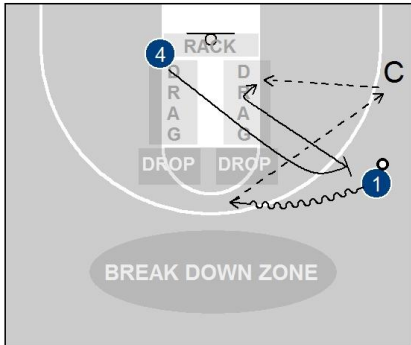 4
RACK
C
D D
R R
A A
G G
DROP DROP
1
BREAK DOWN ZONE